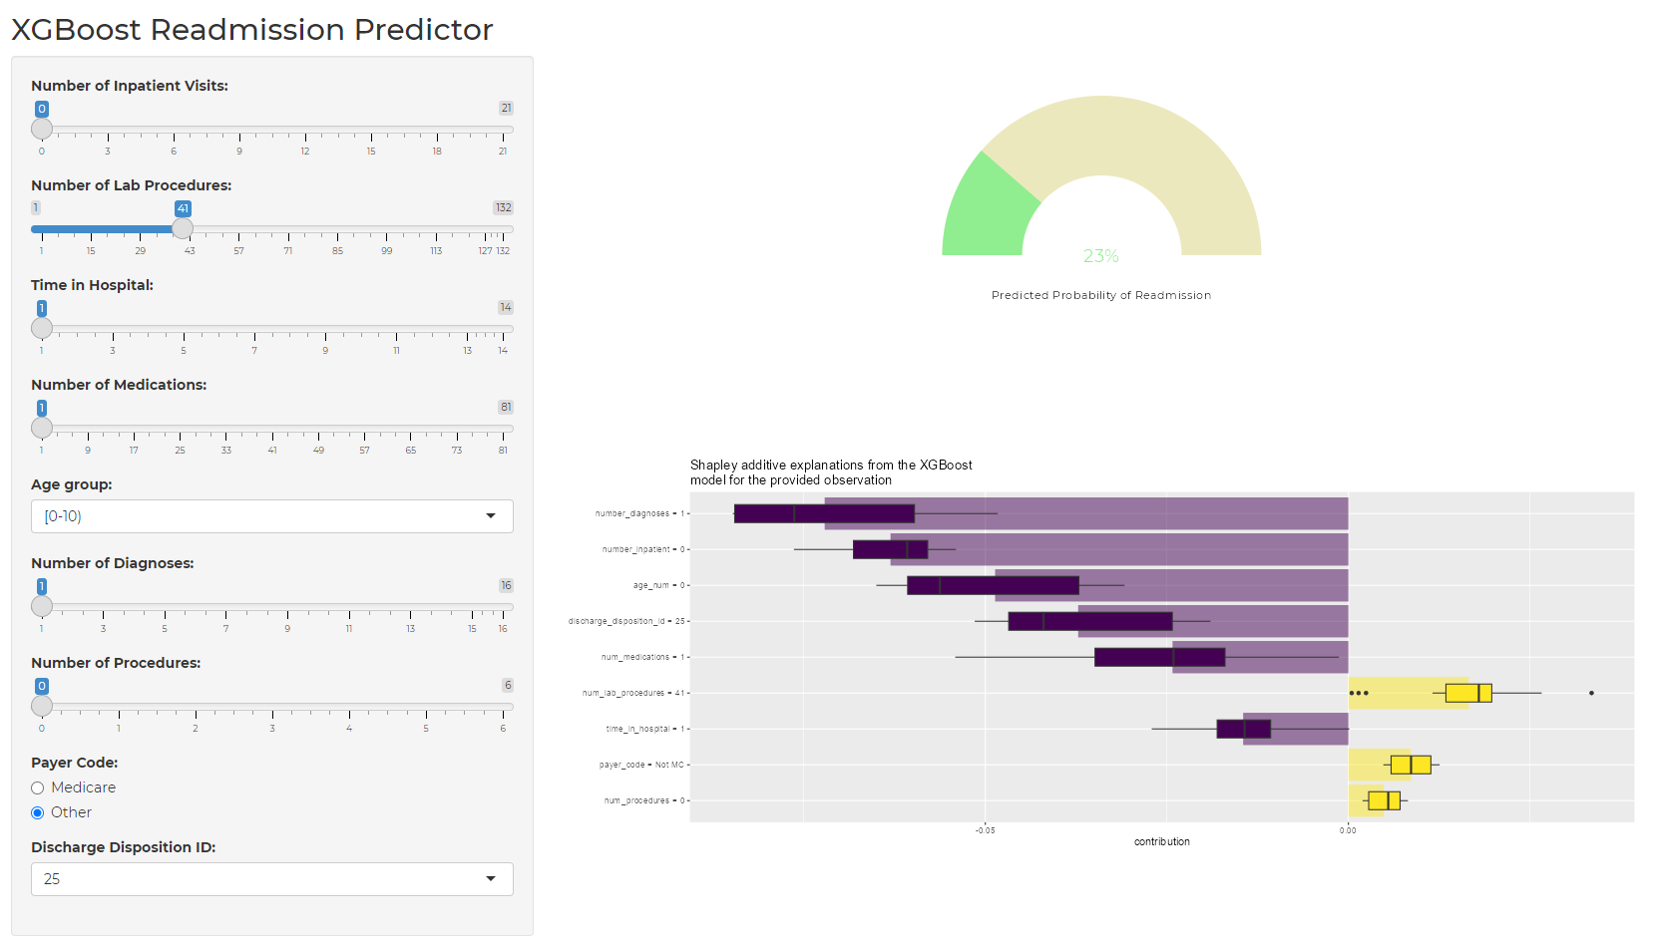 XGBoost Readmission Predictor
Number of Inpatient Visits:
0 21
0 3 6 9 12 15 18 21
Number of Lab Procedures:
1 41 132
1 15 29 43 57 71 85 99 113 127 132
Time in Hospital:
1 14
1 3 5 7 9 11 13 14
Number of Medications:
1 81
1 9 17 25 33 41 49 57 65 73 81
Age group:
[0-10)
Number of Diagnoses:
1 16
1 3 5 7 9 11 13 15 16
Number of Procedures:
0 6
0 1 2 3 4 5 6
Payer Code:
Medicare
Other
Discharge Disposition ID:
25
23%
Predicted Probability of Readmission
Shapley additive explanations from the XGBoost
model for the provided observation
number_diagnoses = 1
number_inpatient = 0
age_num = 0
discharge_disposition_id = 25
num_medications = 1
num_lab_procedures = 41
time_in_hospital = 1
payer_code = Not MC
num_procedures = 0
-0.05 0.00
contribution